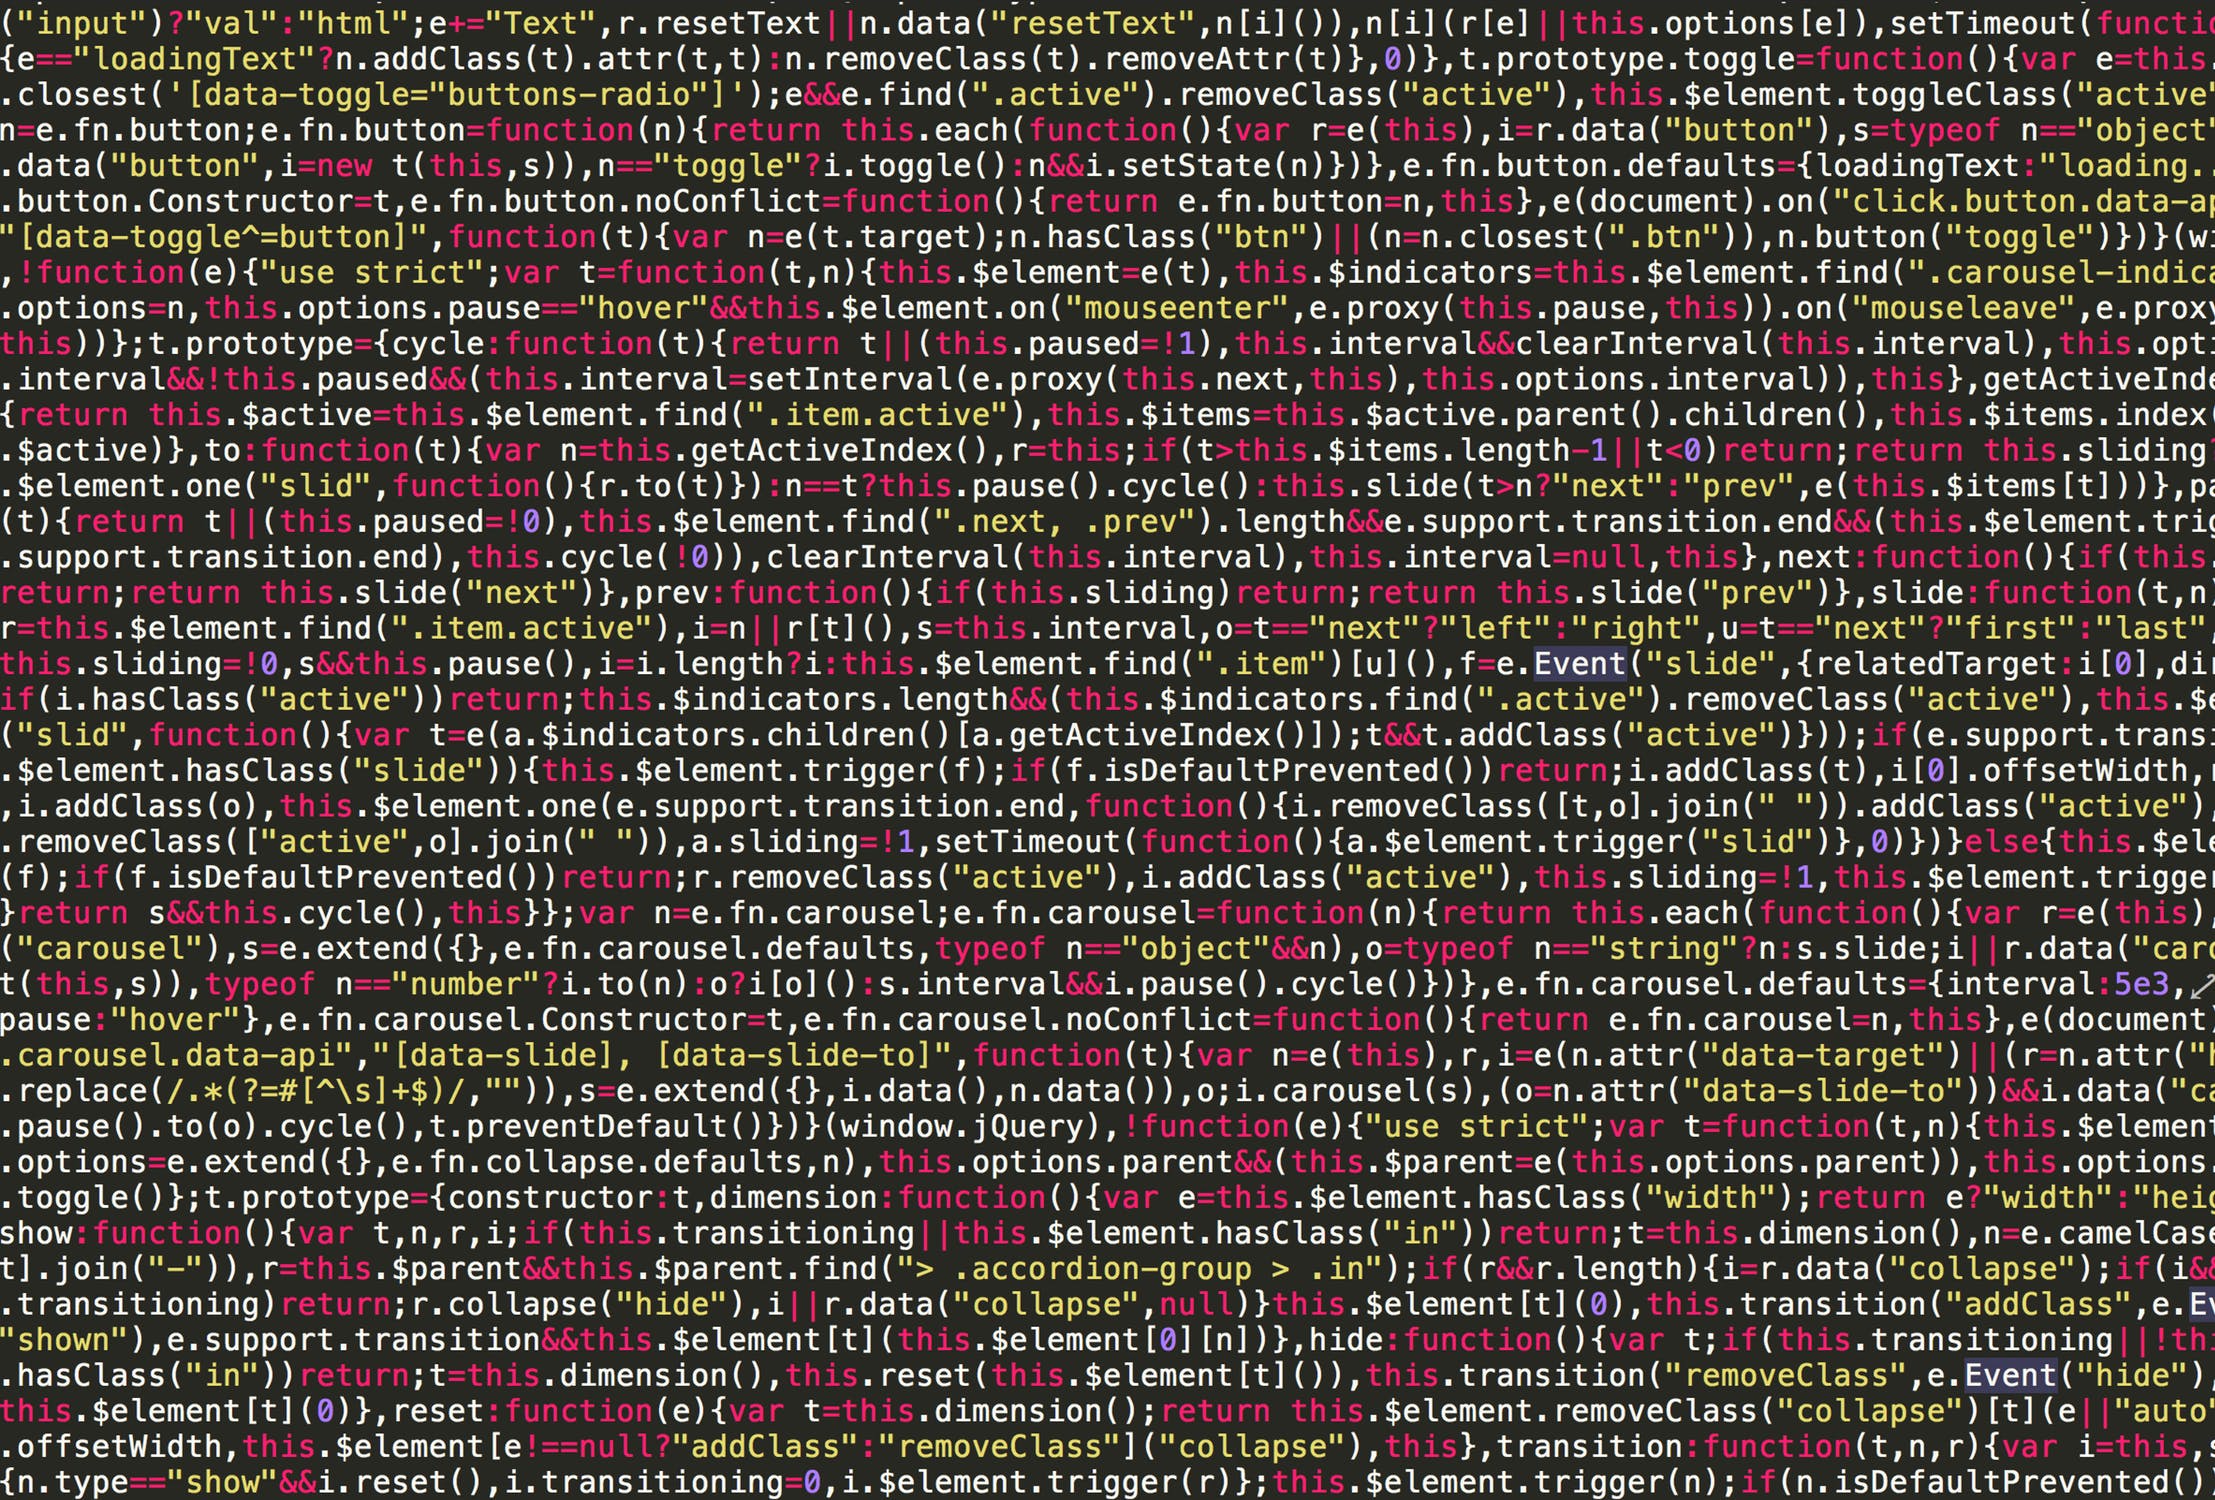 ("input")?"val":"html";e+="Text",r.resetText||n.data("resetText",n[i]()),n[i](r[e]||this.options[e]),setTimeout(functio
{e=="loadingText"?n.addClass(t).attr(t,t):n.removeClass(t).removeAttr(t)},0)},t.prototype.toggle=function(){var e=this.
.closest('[data-toggle="buttons-radio"]');e&&e.find(".active").removeClass("active"),this.$element.toggleClass("active"
n=e.fn.button;e.fn.button=function(n){return this.each(function(){var r=e(this),i=r.data("button"),s=typeof n=="object"
.data("button",i=new t(this,s)),n=="toggle"?i.toggle():n&&i.setState(n)})},e.fn.button.defaults={loadingText:"loading..
.button.Constructor=t,e.fn.button.noConflict=function(){return e.fn.button=n,this},e(document).on("click.button.data-ap
"[data-toggle^=button]",function(t){var n=e(t.target);n.hasClass("btn")||(n=n.closest(".btn")),n.button("toggle")})}(wi
,!function(e){"use strict";var t=function(t,n){this.$element=e(t),this.$indicators=this.$element.find(".carousel-indica
.options=n,this.options.pause=="hover"&&this.$element.on("mouseenter",e.proxy(this.pause,this)).on("mouseleave",e.proxy
this))};t.prototype={cycle:function(t){return t||(this.paused=!1),this.interval&&clearInterval(this.interval),this.opti
.interval&&!this.paused&&(this.interval=setInterval(e.proxy(this.next,this),this.options.interval)),this},getActiveInde
{return this.$active=this.$element.find(".item.active"),this.$items=this.$active.parent().children(),this.$items.index(
.$active)},to:function(t){var n=this.getActiveIndex(),r=this;if(t>this.$items.length-1||t<0)return;return this.sliding?
.$element.one("slid",function(){r.to(t)}):n==t?this.pause().cycle():this.slide(t>n?"next":"prev",e(this.$items[t]))},pa
(t){return t||(this.paused=!0),this.$element.find(".next, .prev").length&&e.support.transition.end&&(this.$element.trig
.support.transition.end),this.cycle(!0)),clearInterval(this.interval),this.interval=null,this},next:function(){if(this.
return;return this.slide("next")},prev:function(){if(this.sliding)return;return this.slide("prev")},slide:function(t,n)
r=this.$element.find(".item.active"),i=n||r[t](),s=this.interval,o=t=="next"?"left":"right",u=t=="next"?"first":"last",
this.sliding=!0,s&&this.pause(),i=i.length?i:this.$element.find(".item")[u](),f=e.Event("slide",{relatedTarget:i[0],dir
if(i.hasClass("active"))return;this.$indicators.length&&(this.$indicators.find(".active").removeClass("active"),this.$e
("slid",function(){var t=e(a.$indicators.children()[a.getActiveIndex()]);t&&t.addClass("active")}));if(e.support.transi
.$element.hasClass("slide")){this.$element.trigger(f);if(f.isDefaultPrevented())return;i.addClass(t),i[0].offsetWidth,r
,i.addClass(o),this.$element.one(e.support.transition.end,function(){i.removeClass([t,o].join(" ")).addClass("active"),
.removeClass(["active",o].join(" ")),a.sliding=!1,setTimeout(function(){a.$element.trigger("slid")},0)})}else{this.$ele
(f);if(f.isDefaultPrevented())return;r.removeClass("active"),i.addClass("active"),this.sliding=!1,this.$element.trigger
}return s&&this.cycle(),this}};var n=e.fn.carousel;e.fn.carousel=function(n){return this.each(function(){var r=e(this),
("carousel"),s=e.extend({},e.fn.carousel.defaults,typeof n=="object"&&n),o=typeof n=="string"?n:s.slide;i||r.data("caro
t(this,s)),typeof n=="number"?i.to(n):o?i[o]():s.interval&&i.pause().cycle()})},e.fn.carousel.defaults={interval:5e3,
pause:"hover"},e.fn.carousel.Constructor=t,e.fn.carousel.noConflict=function(){return e.fn.carousel=n,this},e(document)
.carousel.data-api","[data-slide], [data-slide-to]",function(t){var n=e(this),r,i=e(n.attr("data-target")||(r=n.attr("h
.replace(/.*(?=#[^\s]+$)/,"")),s=e.extend({},i.data(),n.data()),o;i.carousel(s),(o=n.attr("data-slide-to"))&&i.data("ca
.pause().to(o).cycle(),t.preventDefault()})}(window.jQuery),!function(e){"use strict";var t=function(t,n){this.$element
.options=e.extend({},e.fn.collapse.defaults,n),this.options.parent&&(this.$parent=e(this.options.parent)),this.options.
.toggle()};t.prototype={constructor:t,dimension:function(){var e=this.$element.hasClass("width");return e?"width":"heig
show:function(){var t,n,r,i;if(this.transitioning||this.$element.hasClass("in"))return;t=this.dimension(),n=e.camelCase
t].join("-")),r=this.$parent&&this.$parent.find("> .accordion-group > .in");if(r&&r.length){i=r.data("collapse");if(i&&
.transitioning)return;r.collapse("hide"),i||r.data("collapse",null)}this.$element[t](0),this.transition("addClass",e.Ev
"shown"),e.support.transition&&this.$element[t](this.$element[0][n])},hide:function(){var t;if(this.transitioning||!thi
.hasClass("in"))return;t=this.dimension(),this.reset(this.$element[t]()),this.transition("removeClass",e.Event("hide"),
this.$element[t](0)},reset:function(e){var t=this.dimension();return this.$element.removeClass("collapse")[t](e||"auto"
.offsetWidth,this.$element[e!==null?"addClass":"removeClass"]("collapse"),this},transition:function(t,n,r){var i=this,s
{n.type=="show"&&i.reset(),i.transitioning=0,i.$element.trigger(r)};this.$element.trigger(n);if(n.isDefaultPrevented())